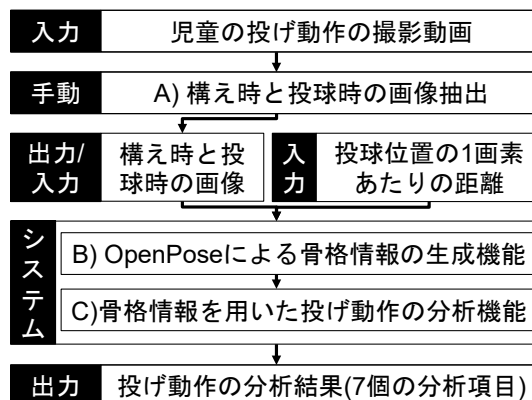 入力 児童の投げ動作の撮影動画
手動 A) 構え時と投球時の画像抽出
出力/
入力
構え時と投
球時の画像
入
力
投球位置の1画素
あたりの距離
シ
ス
テ
ム
B) OpenPoseによる骨格情報の生成機能
C)骨格情報を用いた投げ動作の分析機能
出力 投げ動作の分析結果(7個の分析項目)